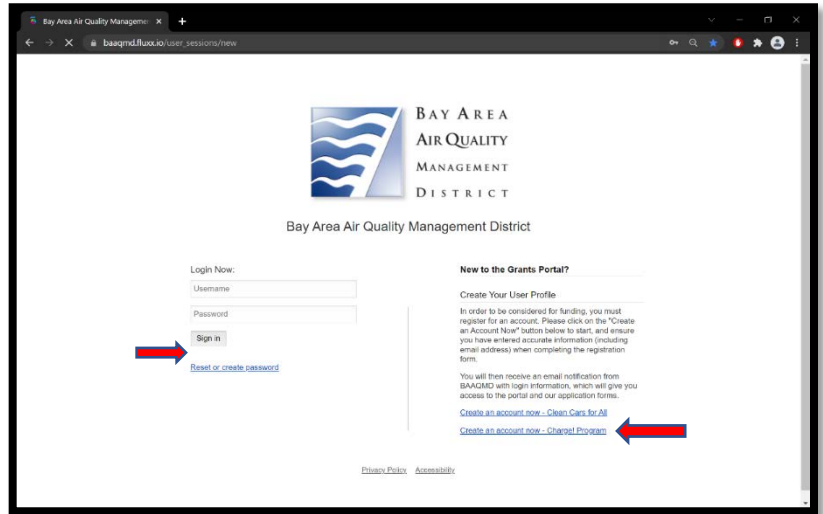 Bay Area Air Quality Managemen
baaqmd.fluxx.io/user_sessions/new
BAY AREA
AIR QUALITY
MANAGEMENT
DISTRICT
Bay Area Air Quality Management District
Login Now:
Username
Password
Sign in
Reset or create password
New to the Grants Portal?
Create Your User Profile
In order to be considered for funding, you must
register for an account. Please click on the "Create
an Account Now" button below to start, and ensure
you have entered accurate information (including
email address) when completing the registration
form.
You will then receive an email notification from
BAAQMD with login information, which will give you
access to the portal and our application forms.
Create an account now - Clean Cars for All
Create an account now - Charge! Program
Privacy Policy Accessibility